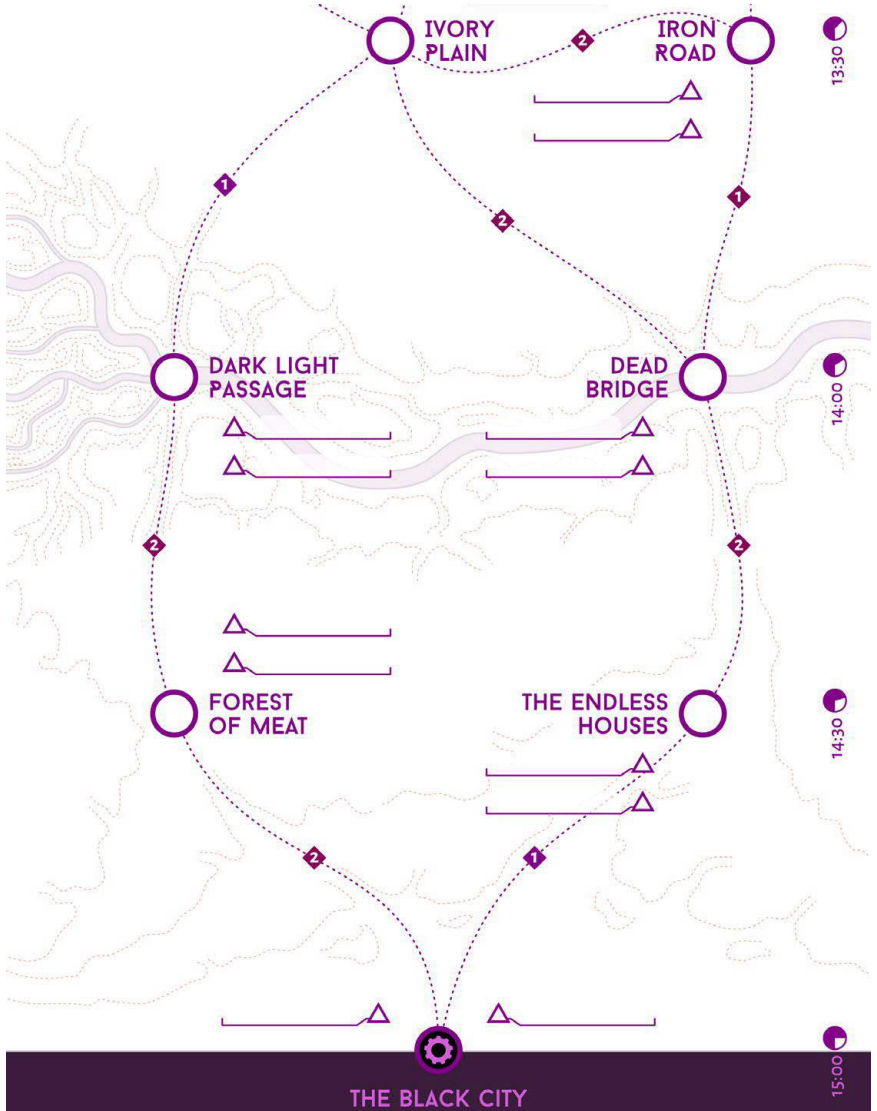 IVORY
PLAIN
IRON
ROAD
13:30
2
1
2
1
DARK LIGHT
PASSAGE
DEAD
BRIDGE
14:00
2
2
FOREST
OF MEAT
THE ENDLESS
HOUSES
14:30
2
1
THE BLACK CITY
15:00